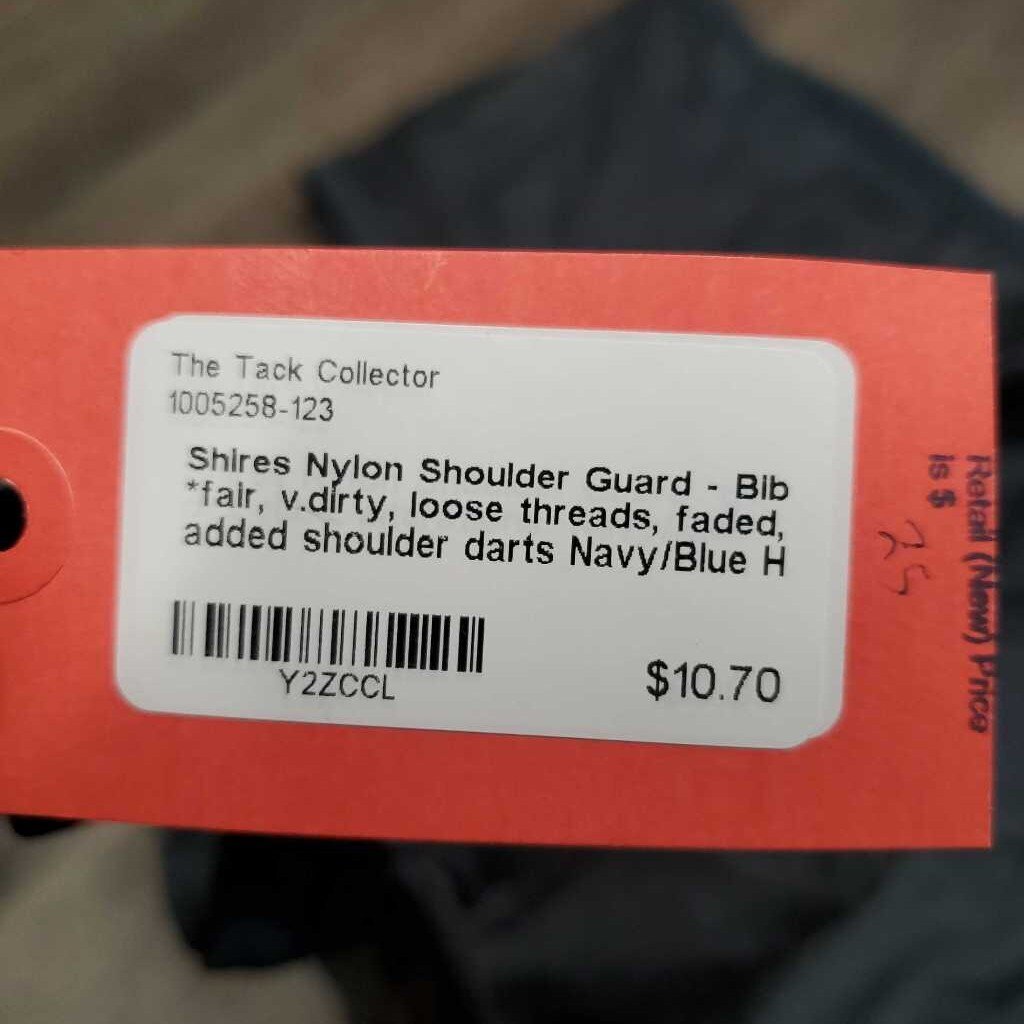 The Tack Collector
1005258-123
Shires Nylon Shoulder Guard - Bib
*fair, v.dirty, loose threads, faded,
added shoulder darts Navy/Blue H
Y2ZCCL
$10.70
Retail (New) Price
is $
25